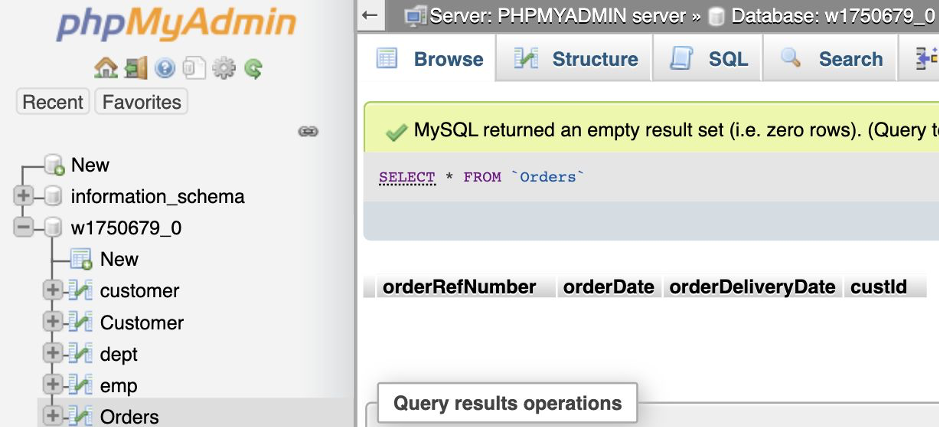 phpMyAdmin
Recent Favorites
New
information_schema
w1750679_0
New
customer
Customer
dept
emp
Orders
Server: PHPMYADMIN server » Database: w1750679_0
Browse Structure SQL Search
MySQL returned an empty result set (i.e. zero rows). (Query
SELECT * FROM `Orders`
orderRefNumber orderDate orderDeliveryDate custId
Query results operations